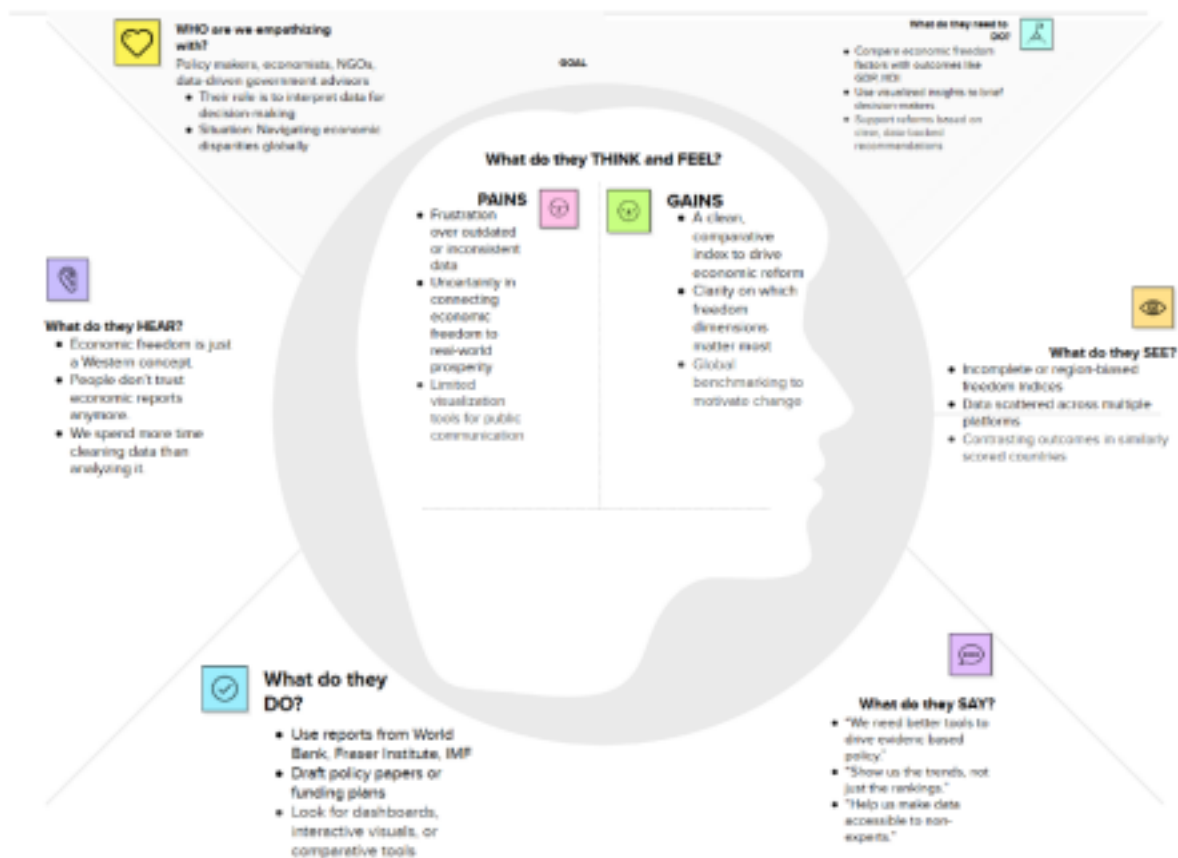 WHO are we empathizing
with?
Policy makers, economists, NGOs,
data-driven government advisors
• Their role is to interpret data for
decision-making
• Situation: Navigating economic
disparities globally
GOAL
What do they need to
DO?
• Compare economic freedom
factors with outcomes like
GDP, HDI
• Use visualized insights to brief
decision-makers
• Support reforms based on
clear, data-backed
recommendations
What do they THINK and FEEL?
PAINS
• Frustration
over outdated
or inconsistent
data
• Uncertainty in
connecting
economic
freedom to
real-world
prosperity
• Limited
visualization
tools for public
communication
GAINS
• A clean,
comparative
index to drive
economic reform
• Clarity on which
freedom
dimensions
matter most
• Global
benchmarking to
motivate change
What do they HEAR?
• Economic freedom is just
a Western concept.
• People don't trust
economic reports
anymore.
• We spend more time
cleaning data than
analyzing it.
What do they SEE?
• Incomplete or region-biased
freedom indices
• Data scattered across multiple
platforms
• Contrasting outcomes in similarly
scored countries
What do they
DO?
• Use reports from World
Bank, Fraser Institute, IMF
• Draft policy papers or
funding plans
• Look for dashboards,
interactive visuals, or
comparative tools
What do they SAY?
• "We need better tools to
drive evidenc based
policy."
• "Show us the trends, not
just the rankings."
• "Help us make data
accessible to non-
experts."